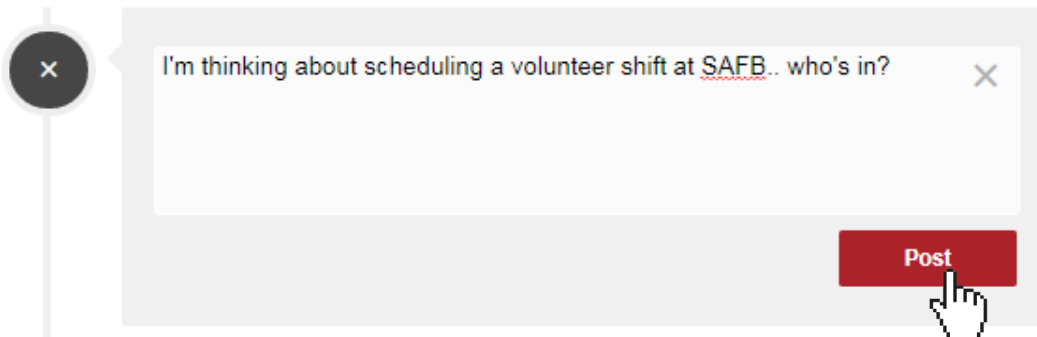 I'm thinking about scheduling a volunteer shift at SAFB.. who's in?
Post